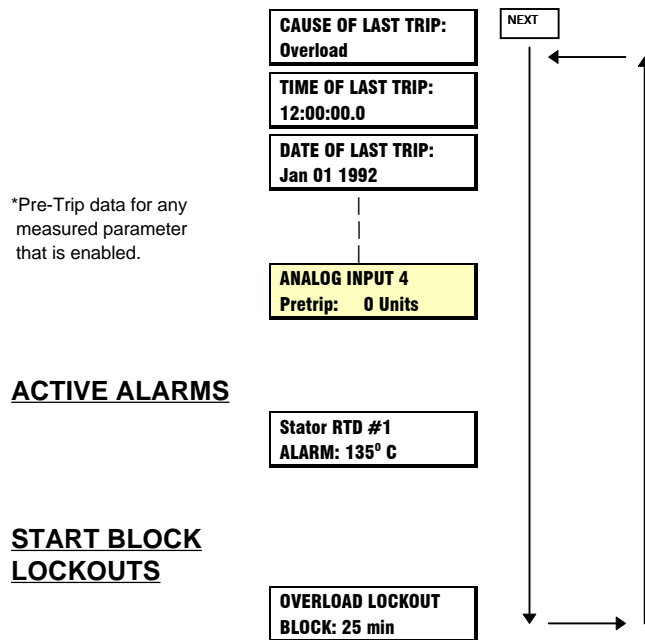 CAUSE OF LAST TRIP:
Overload
NEXT
TIME OF LAST TRIP:
12:00:00.0
DATE OF LAST TRIP:
Jan 01 1992
*Pre-Trip data for any
measured parameter
that is enabled.
ANALOG INPUT 4
Pretrip: 0 Units
ACTIVE ALARMS
Stator RTD #1
ALARM: 135⁰ C
START BLOCK
LOCKOUTS
OVERLOAD LOCKOUT
BLOCK: 25 min